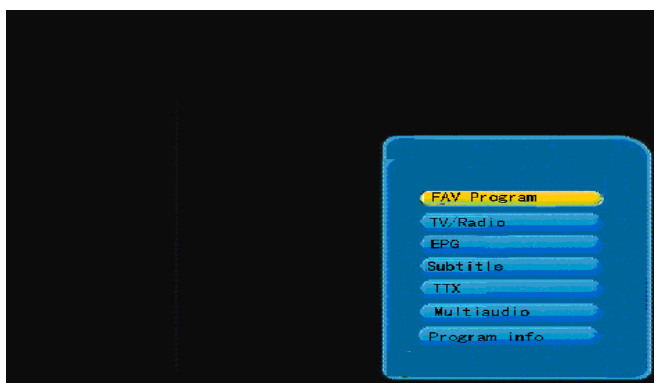 FAV Program
TV/Radio
EPG
Subtitle
TTX
Multiaudio
Program info